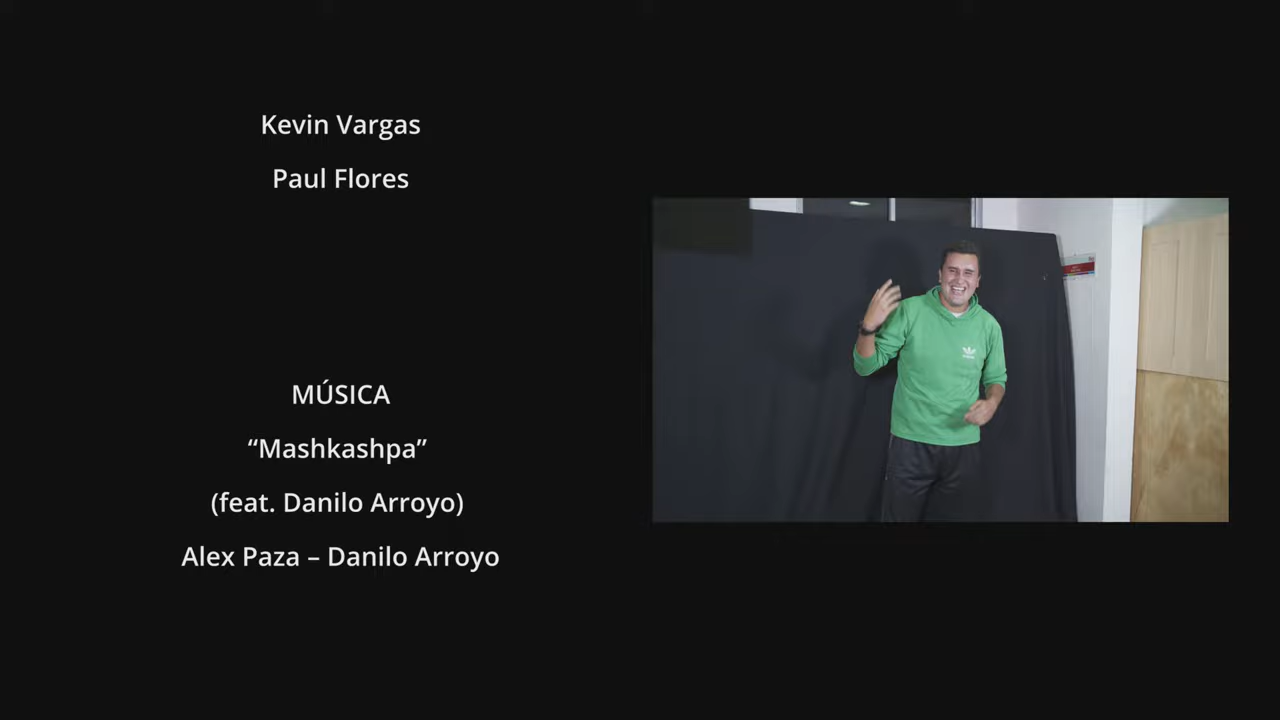 Kevin Vargas
Paul Flores
MÚSICA
“Mashkashpa”
(feat. Danilo Arroyo)
Alex Paza – Danilo Arroyo